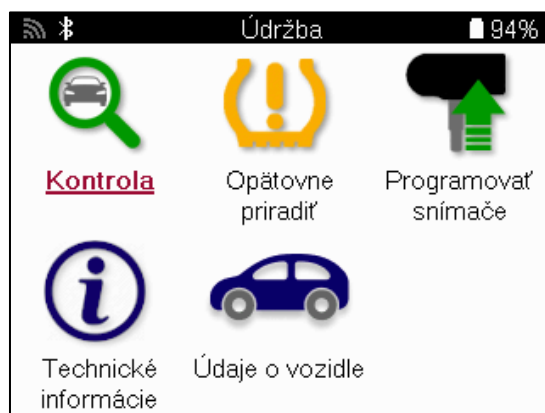 Údržba 94%
Kontrola
Opätovne
priradiť
Programovať
snímače
Technické
informácie
Údaje o vozidle